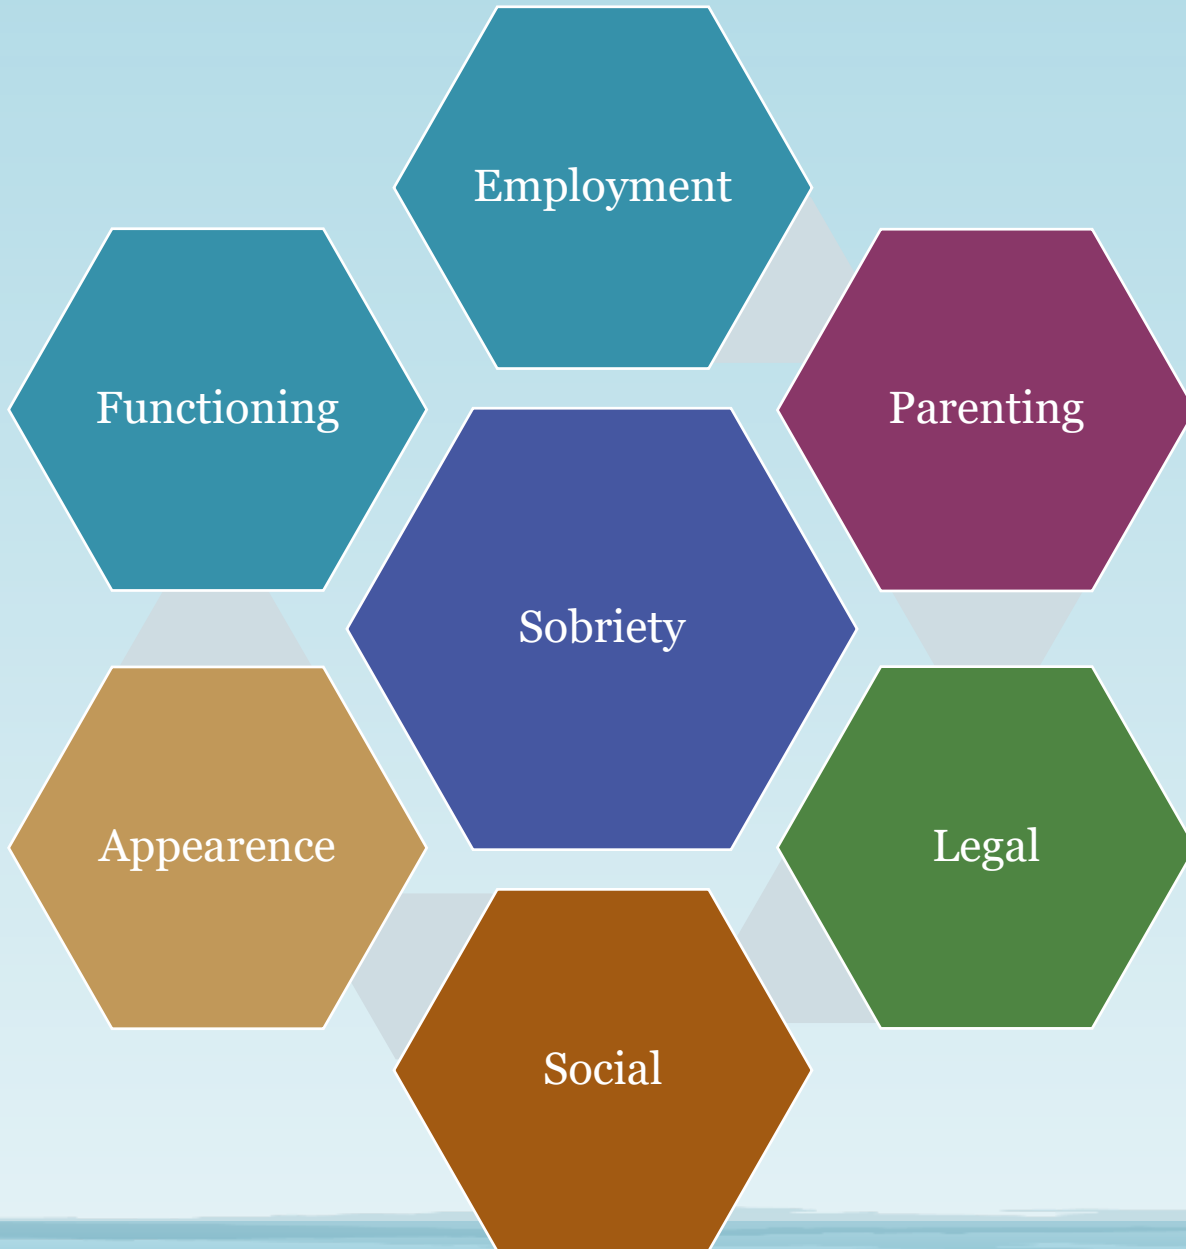 Employment
Functioning
Parenting
Sobriety
Appearence
Legal
Social